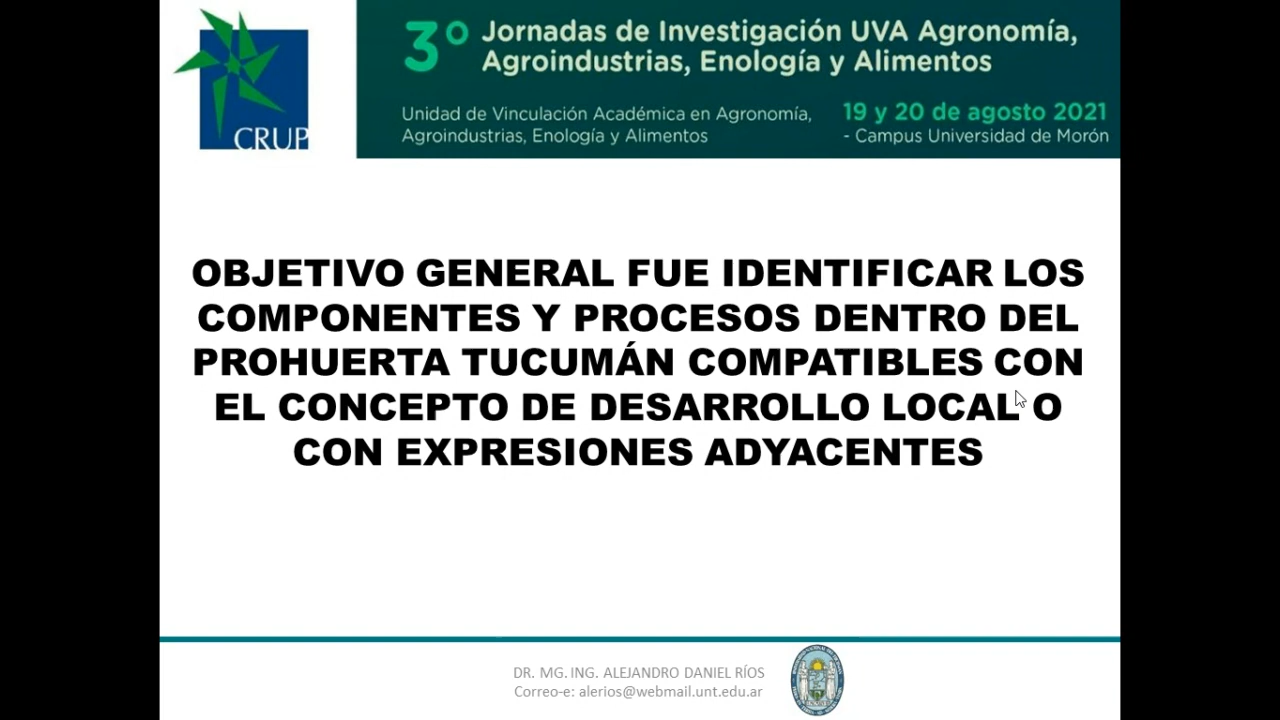 CRUP
3° Jornadas de Investigación UVA Agronomía,
Agroindustrias, Enología y Alimentos
Unidad de Vinculación Académica en Agronomía,
Agroindustrias, Enología y Alimentos
19 y 20 de agosto 2021
- Campus Universidad de Morón
OBJETIVO GENERAL FUE IDENTIFICAR LOS
COMPONENTES Y PROCESOS DENTRO DEL
PROHUERTA TUCUMÁN COMPATIBLES CON
EL CONCEPTO DE DESARROLLO LOCAL O
CON EXPRESIONES ADYACENTES
DR. MG. ING. ALEJANDRO DANIEL RÍOS
Correo-e: alerios@webmail.unt.edu.ar